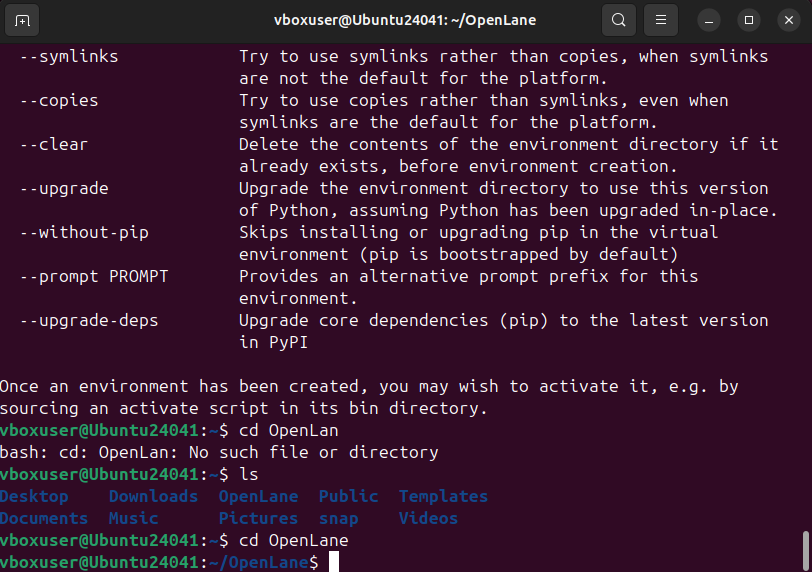 vboxuser@Ubuntu24041: ~/OpenLane
--symlinks            Try to use symlinks rather than copies, when symlinks
                        are not the default for the platform.
--copies              Try to use copies rather than symlinks, even when
                        symlinks are the default for the platform.
--clear               Delete the contents of the environment directory if it
                        already exists, before environment creation.
--upgrade             Upgrade the environment directory to use this version
                        of Python, assuming Python has been upgraded in-place.
--without-pip         Skips installing or upgrading pip in the virtual
                        environment (pip is bootstrapped by default)
--prompt PROMPT       Provides an alternative prompt prefix for this
                        environment.
--upgrade-deps        Upgrade core dependencies (pip) to the latest version
                        in PyPI
Once an environment has been created, you may wish to activate it, e.g. by
sourcing an activate script in its bin directory.
vboxuser@Ubuntu24041:~$ cd OpenLan
bash: cd: OpenLan: No such file or directory
vboxuser@Ubuntu24041:~$ ls
Desktop    Downloads  OpenLane  Public  Templates
Documents  Music      Pictures  snap    Videos
vboxuser@Ubuntu24041:~$ cd OpenLane
vboxuser@Ubuntu24041:~/OpenLane$